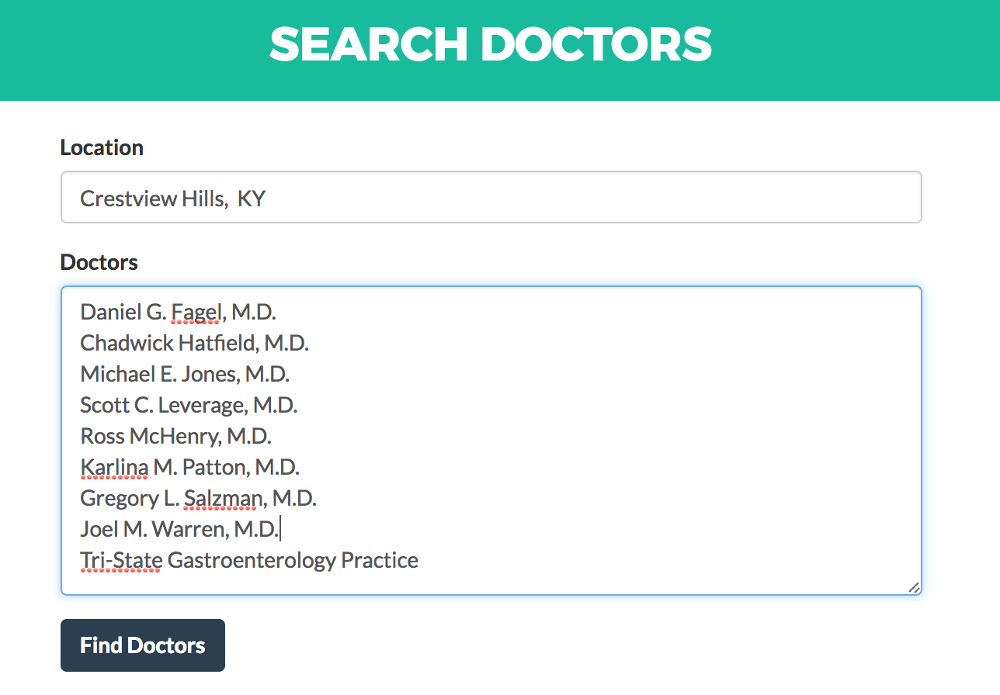 SEARCH DOCTORS
Location
Crestview Hills,  KY
Doctors
Daniel G. Fagel, M.D.
Chadwick Hatfield, M.D.
Michael E. Jones, M.D.
Scott C. Leverage, M.D.
Ross McHenry, M.D.
Karlina M. Patton, M.D.
Gregory L. Salzman, M.D.
Joel M. Warren, M.D.
Tri-State Gastroenterology Practice
Find Doctors